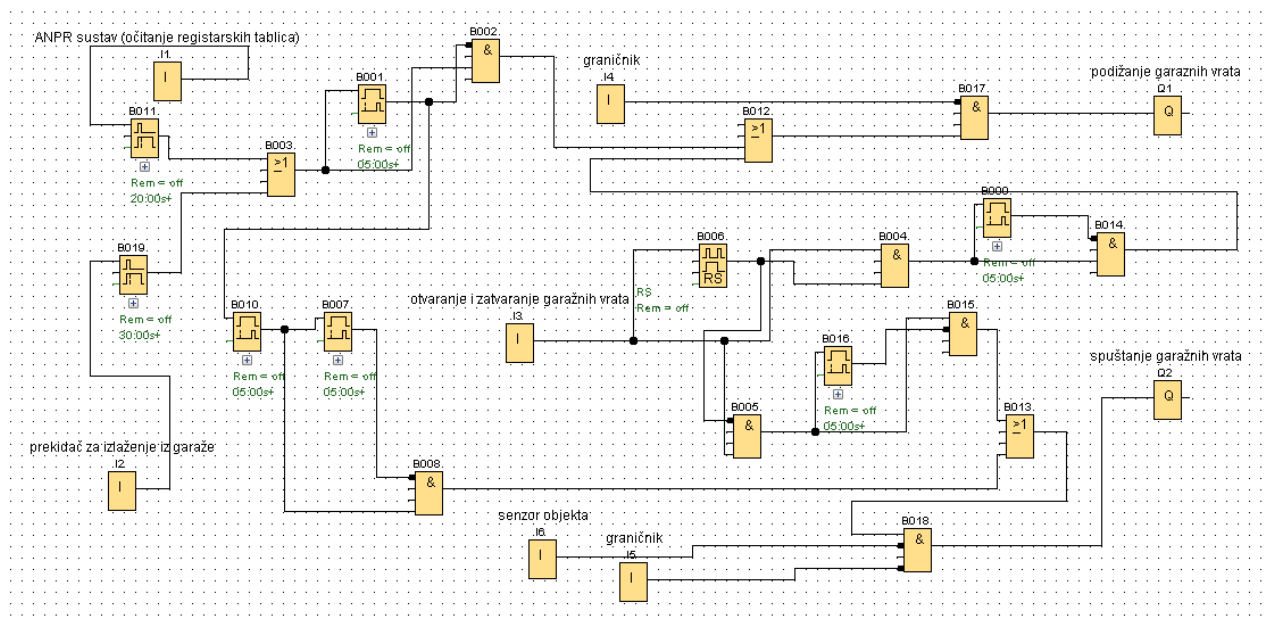 ANPR sustav (očitanje registarskih tablica)
I1
B011
Rem = off
20:00s+
B003
>1
B001
Rem = off
05:00s+
B002
&
graničnik
I4
I
B012
>1
B017
&
podizanje garaznih vrata
Q1
Q
B019
Rem = off
30:00s+
B010
Rem = off
05:00s+
B007
Rem = off
05:00s+
otvaranje i zatvaranje garažnih vrata
I3
I
B006
RS
RS
Rem = off
B004
&
B000
Rem = off
05:00s+
B014
&
B015
&
B016
Rem = off
05:00s+
B005
&
B013
>1
spuštanje garažnih vrata
Q2
Q
prekidač za izlaženje iz garaže
I2
I
B008
&
senzor objekta
I6
I
graničnik
I5
I
B018
&